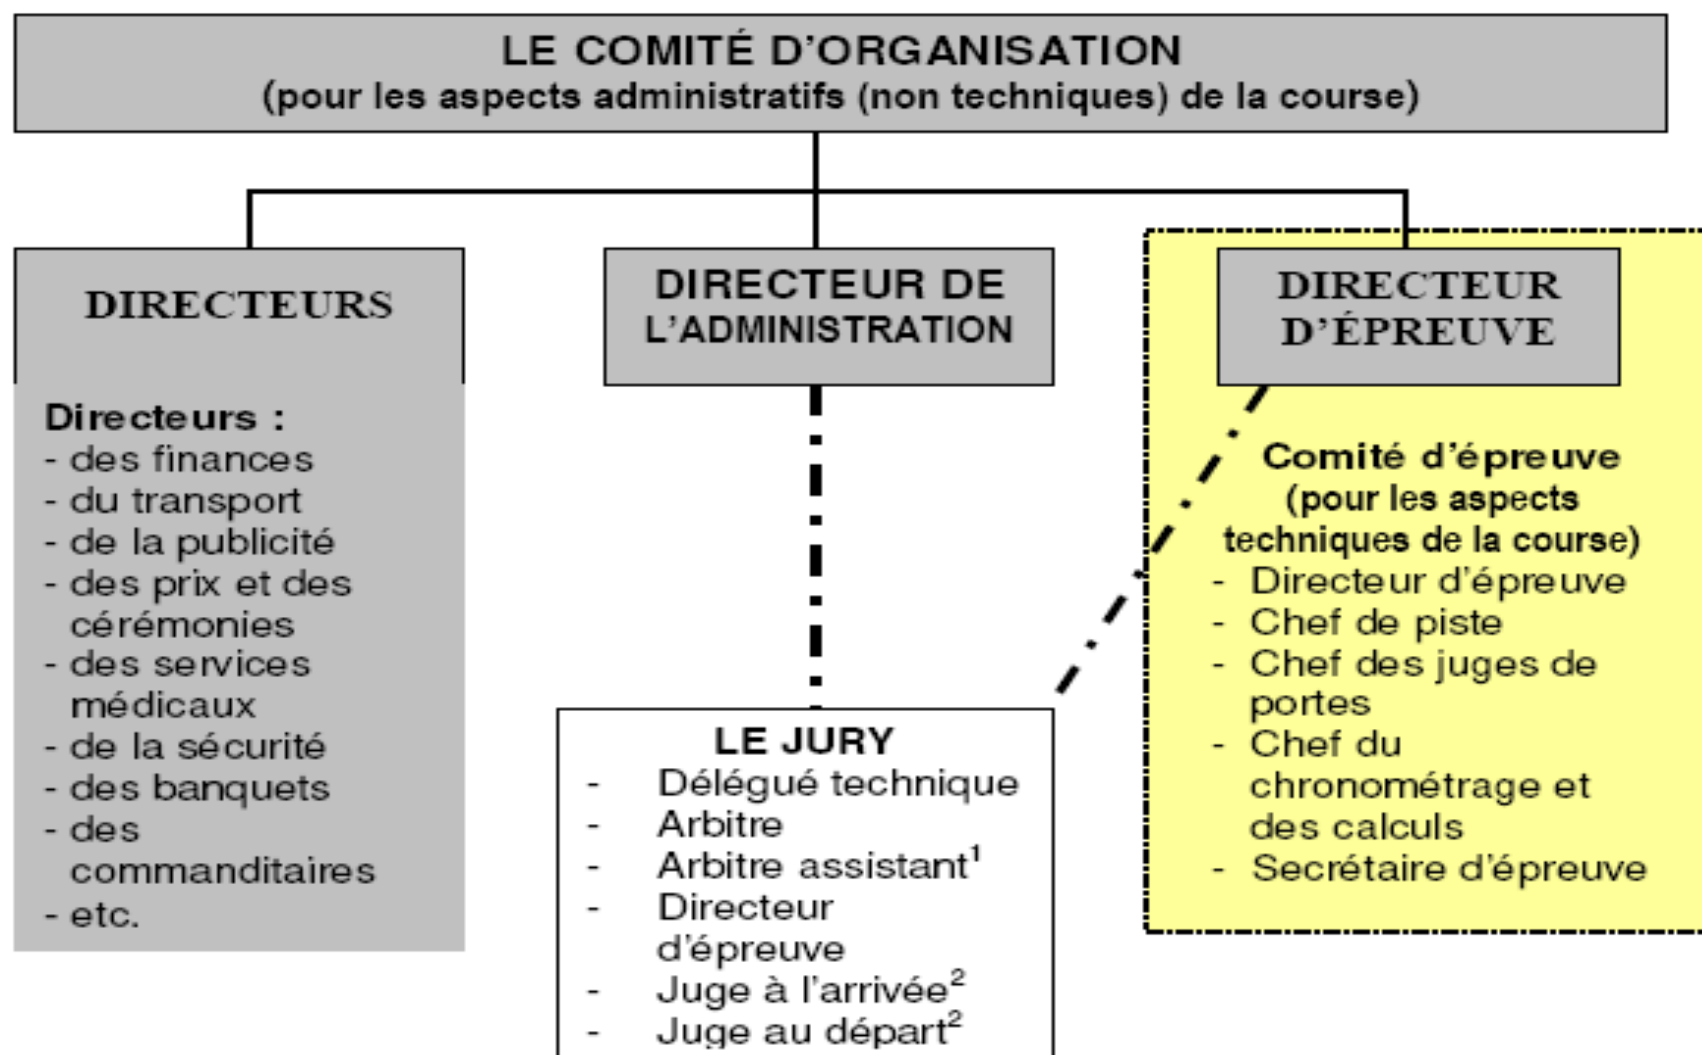 LE COMITÉ D'ORGANISATION
(pour les aspects administratifs (non techniques) de la course)
DIRECTEURS
Directeurs :
- des finances
- du transport
- de la publicité
- des prix et des
cérémonies
- des services
médicaux
- de la sécurité
- des banquets
- des
commanditaires
- etc.
DIRECTEUR DE
L'ADMINISTRATION
LE JURY
- Délégué technique
- Arbitre
- Arbitre assistant¹
- Directeur
d'épreuve
- Juge à l'arrivée²
- Juge au départ²
DIRECTEUR
D'ÉPREUVE
Comité d'épreuve
(pour les aspects
techniques de la course)
- Directeur d'épreuve
- Chef de piste
- Chef des juges de
portes
- Chef du
chronométrage et
des calculs
- Secrétaire d'épreuve